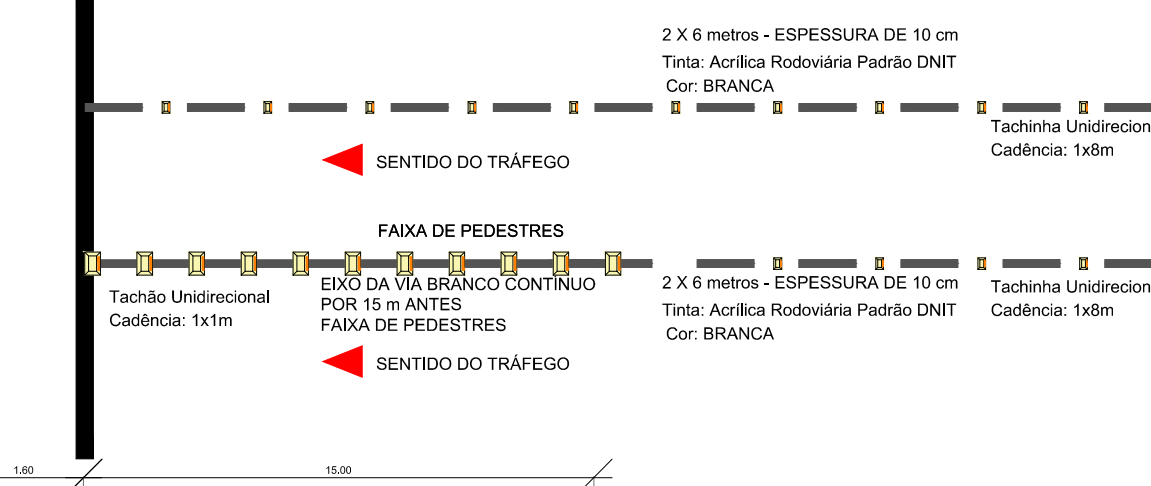 2 X 6 metros - ESPESSURA DE 10 cm
Tinta: Acrílica Rodoviária Padrão DNIT
Cor: BRANCA
Tachinha Unidirecion
Cadência: 1x8m
SENTIDO DO TRÁFEGO
FAIXA DE PEDESTRES
EIXO DA VIA BRANCO CONTINUO
POR 15 m ANTES
FAIXA DE PEDESTRES
Tachão Unidirecional
Cadência: 1x1m
2 X 6 metros - ESPESSURA DE 10 cm
Tinta: Acrílica Rodoviária Padrão DNIT
Cor: BRANCA
Tachinha Unidirecion
Cadência: 1x8m
SENTIDO DO TRÁFEGO
1.60
15.00